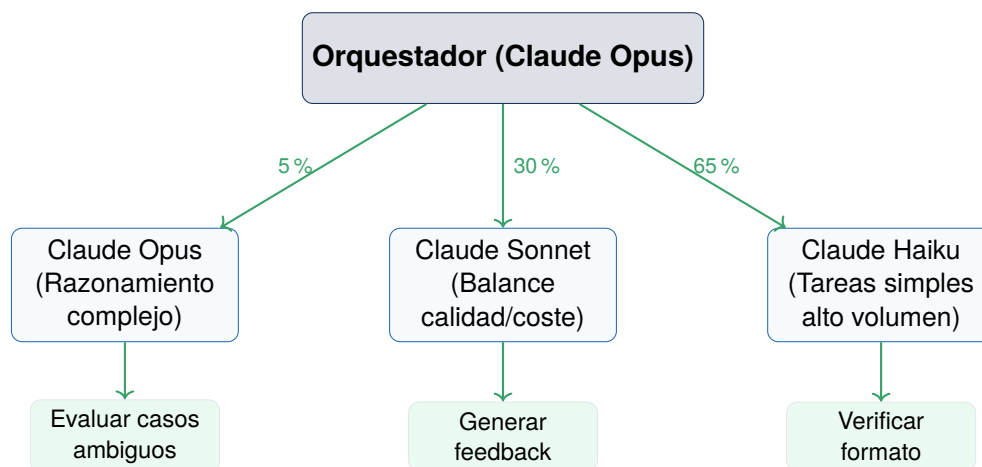 Orquestador (Claude Opus)
5 %
30 %
65 %
Claude Opus
(Razonamiento
complejo)
Claude Sonnet
(Balance
calidad/coste)
Claude Haiku
(Tareas simples
alto volumen)
Evaluar casos
ambiguos
Generar
feedback
Verificar
formato